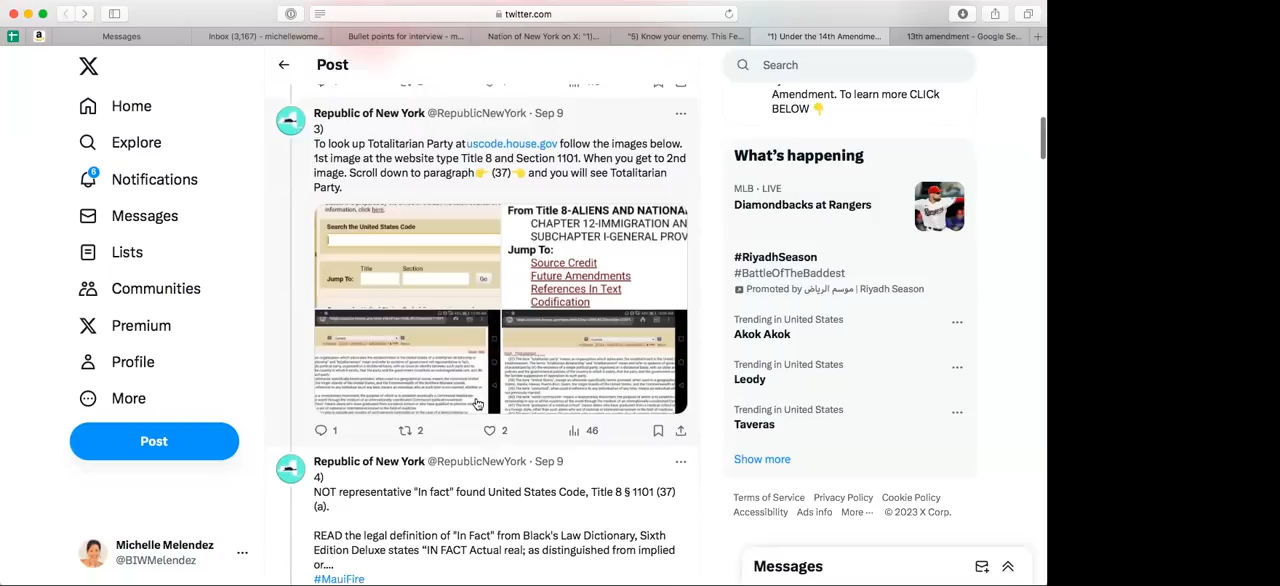 twitter.com
Messages
Inbox (3,167) - michellewome...
Bullet points for interview - m...
Nation of New York on X: "1)...
"5) Know your enemy. This Fe...
"1) Under the 14th Amendme...
13th amendment - Google Se...
Post
Search
Home
Explore
6
Notifications
Messages
Lists
Communities
Premium
Profile
More
Post
Michelle Melendez
@BIWMelendez
Republic of New York @RepublicNewYork · Sep 9
3)
To look up Totalitarian Party at uscode.house.gov follow the images below.
1st image at the website type Title 8 and Section 1101. When you get to 2nd
image. Scroll down to paragraph👉 (37)👈 and you will see Totalitarian
Party.
information, click here.
Search the United States Code
Jump To:
Title
Section
Go
From Title 8-ALIENS AND NATIONA
CHAPTER 12-IMMIGRATION AN
SUBCHAPTER I-GENERAL PROV
Jump To:
Source Credit
Future Amendments
References In Text
Codification
1
2
2
46
Republic of New York @RepublicNewYork · Sep 9
4)
NOT representative "In fact" found United States Code, Title 8 § 1101 (37)
(a).
READ the legal definition of "In Fact" from Black's Law Dictionary, Sixth
Edition Deluxe states "IN FACT Actual real; as distinguished from implied
or....
#MauiFire
Amendment. To learn more CLICk
BELOW 👇
What's happening
MLB · LIVE
Diamondbacks at Rangers
#RiyadhSeason
#BattleOfTheBaddest
Promoted by موسم الرياض | Riyadh Season
Trending in United States
Akok Akok
Trending in United States
Leody
Trending in United States
Taveras
Show more
Terms of Service Privacy Policy Cookie Policy
Accessibility Ads info More ··· © 2023 X Corp.
Messages